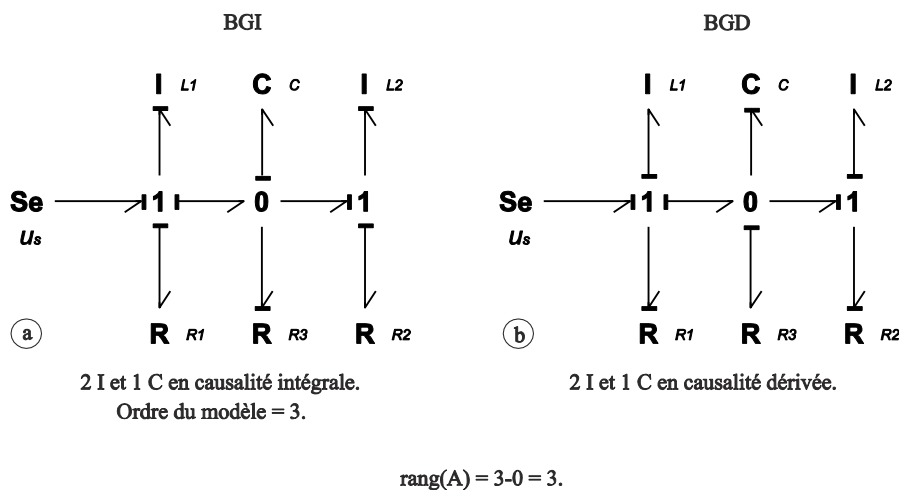 BGI
BGD
I L1 C C I L2
I L1 C C I L2
Se 1 0 1
Se 1 0 1
us
us
R R1 R R3 R R2
R R1 R R3 R R2
a
b
2 I et 1 C en causalité intégrale.
Ordre du modèle = 3.
2 I et 1 C en causalité dérivée.
rang(A) = 3-0 = 3.